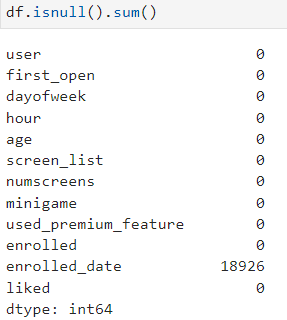 df.isnull().sum()
user 0
first_open 0
dayofweek 0
hour 0
age 0
screen_list 0
numscreens 0
minigame 0
used_premium_feature 0
enrolled 0
enrolled_date 18926
liked 0
dtype: int64